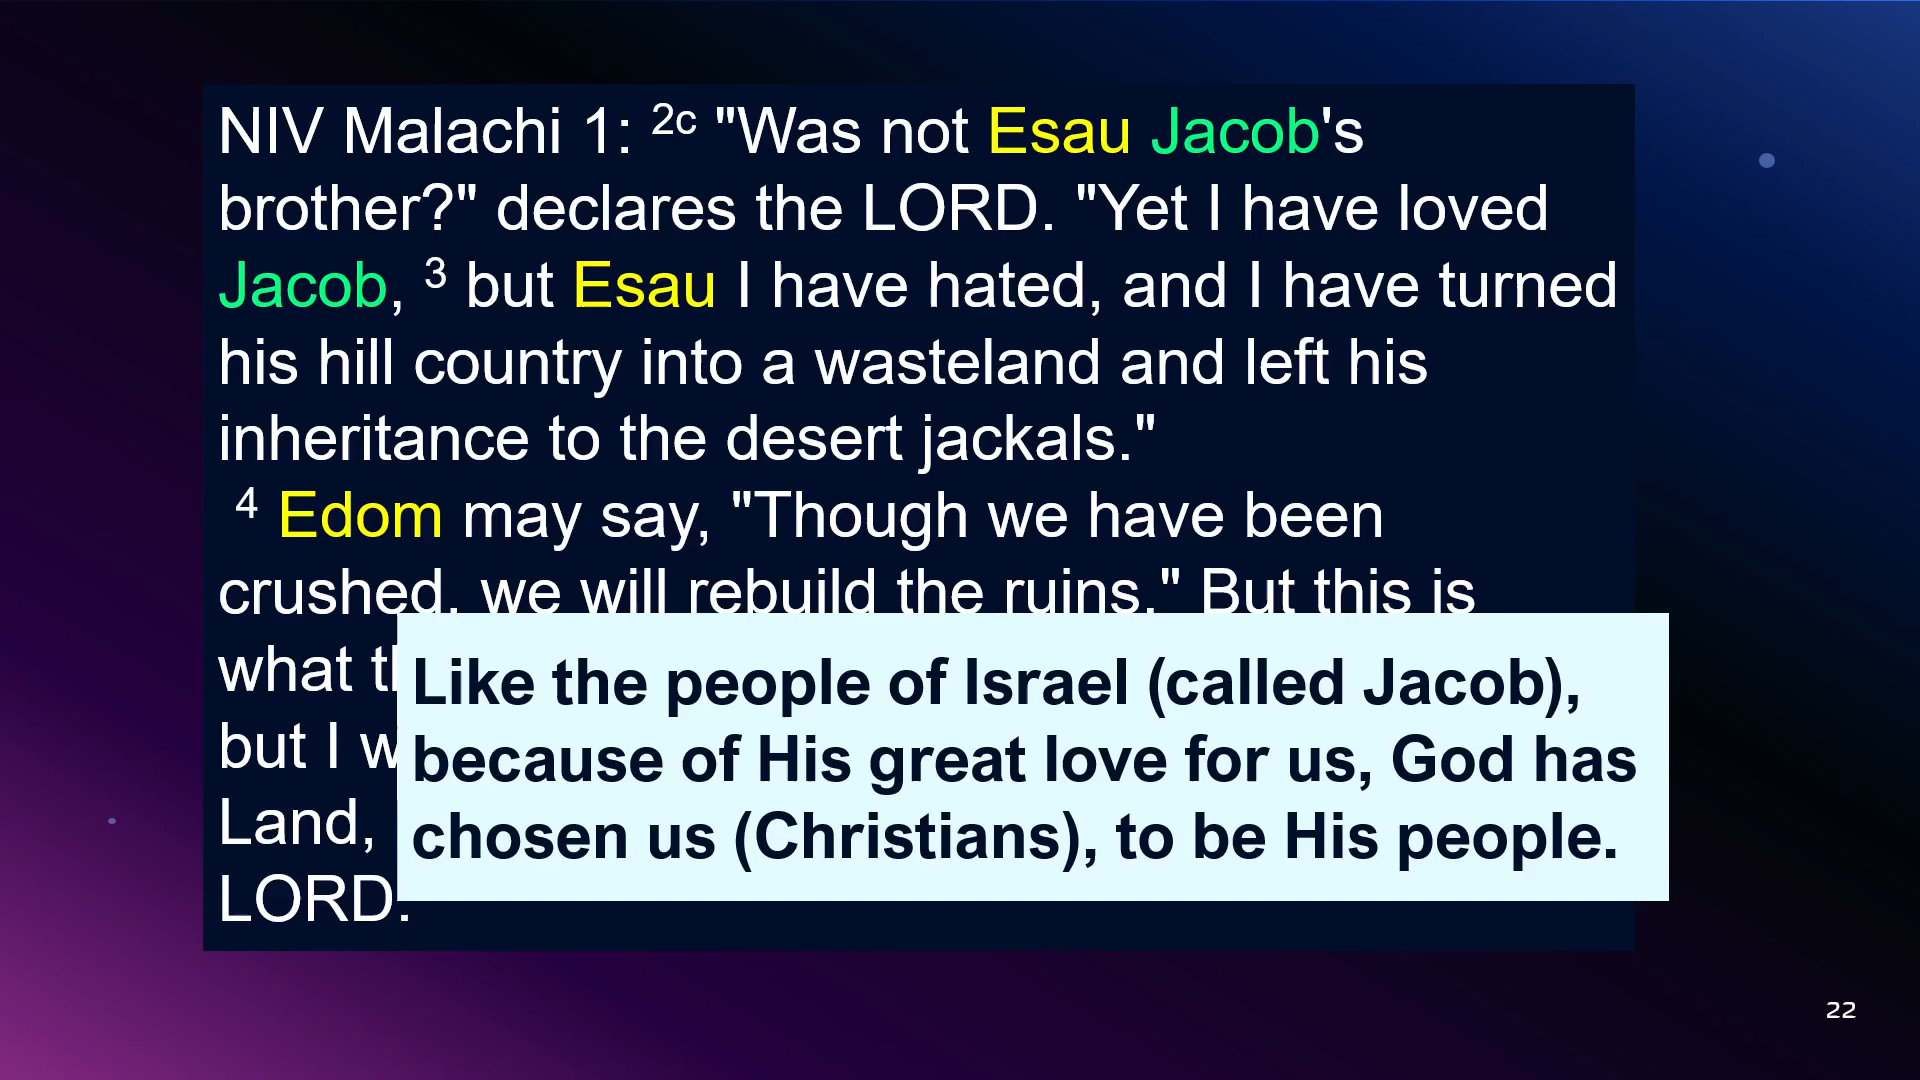 NIV Malachi 1: 2c "Was not Esau Jacob's
brother?" declares the LORD. "Yet I have loved
Jacob, 3 but Esau I have hated, and I have turned
his hill country into a wasteland and left his
inheritance to the desert jackals."
4 Edom may say, "Though we have been
crushed, we will rebuild the ruins." But this is
what
but I
Land,
LORD.
Like the people of Israel (called Jacob),
because of His great love for us, God has
chosen us (Christians), to be His people.
22